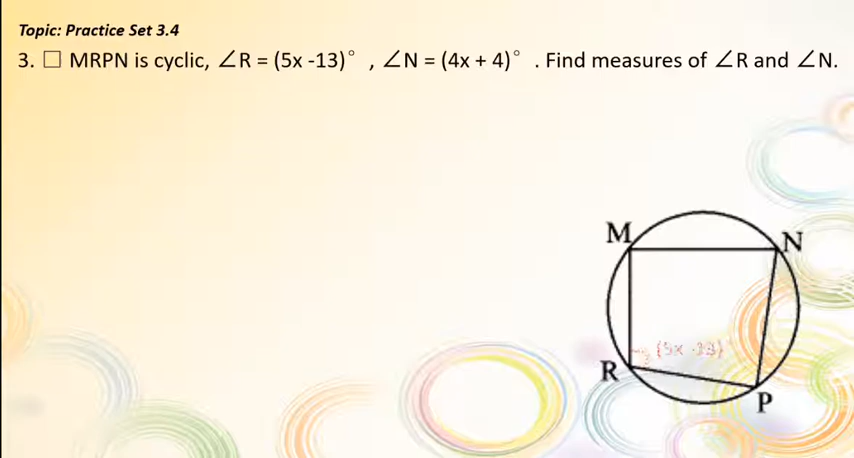 Topic: Practice Set 3.4
3. □ MRPN is cyclic, ∠R = (5x -13)° , ∠N = (4x + 4)° . Find measures of ∠R and ∠N.
M
N
(5x -13)
R
P